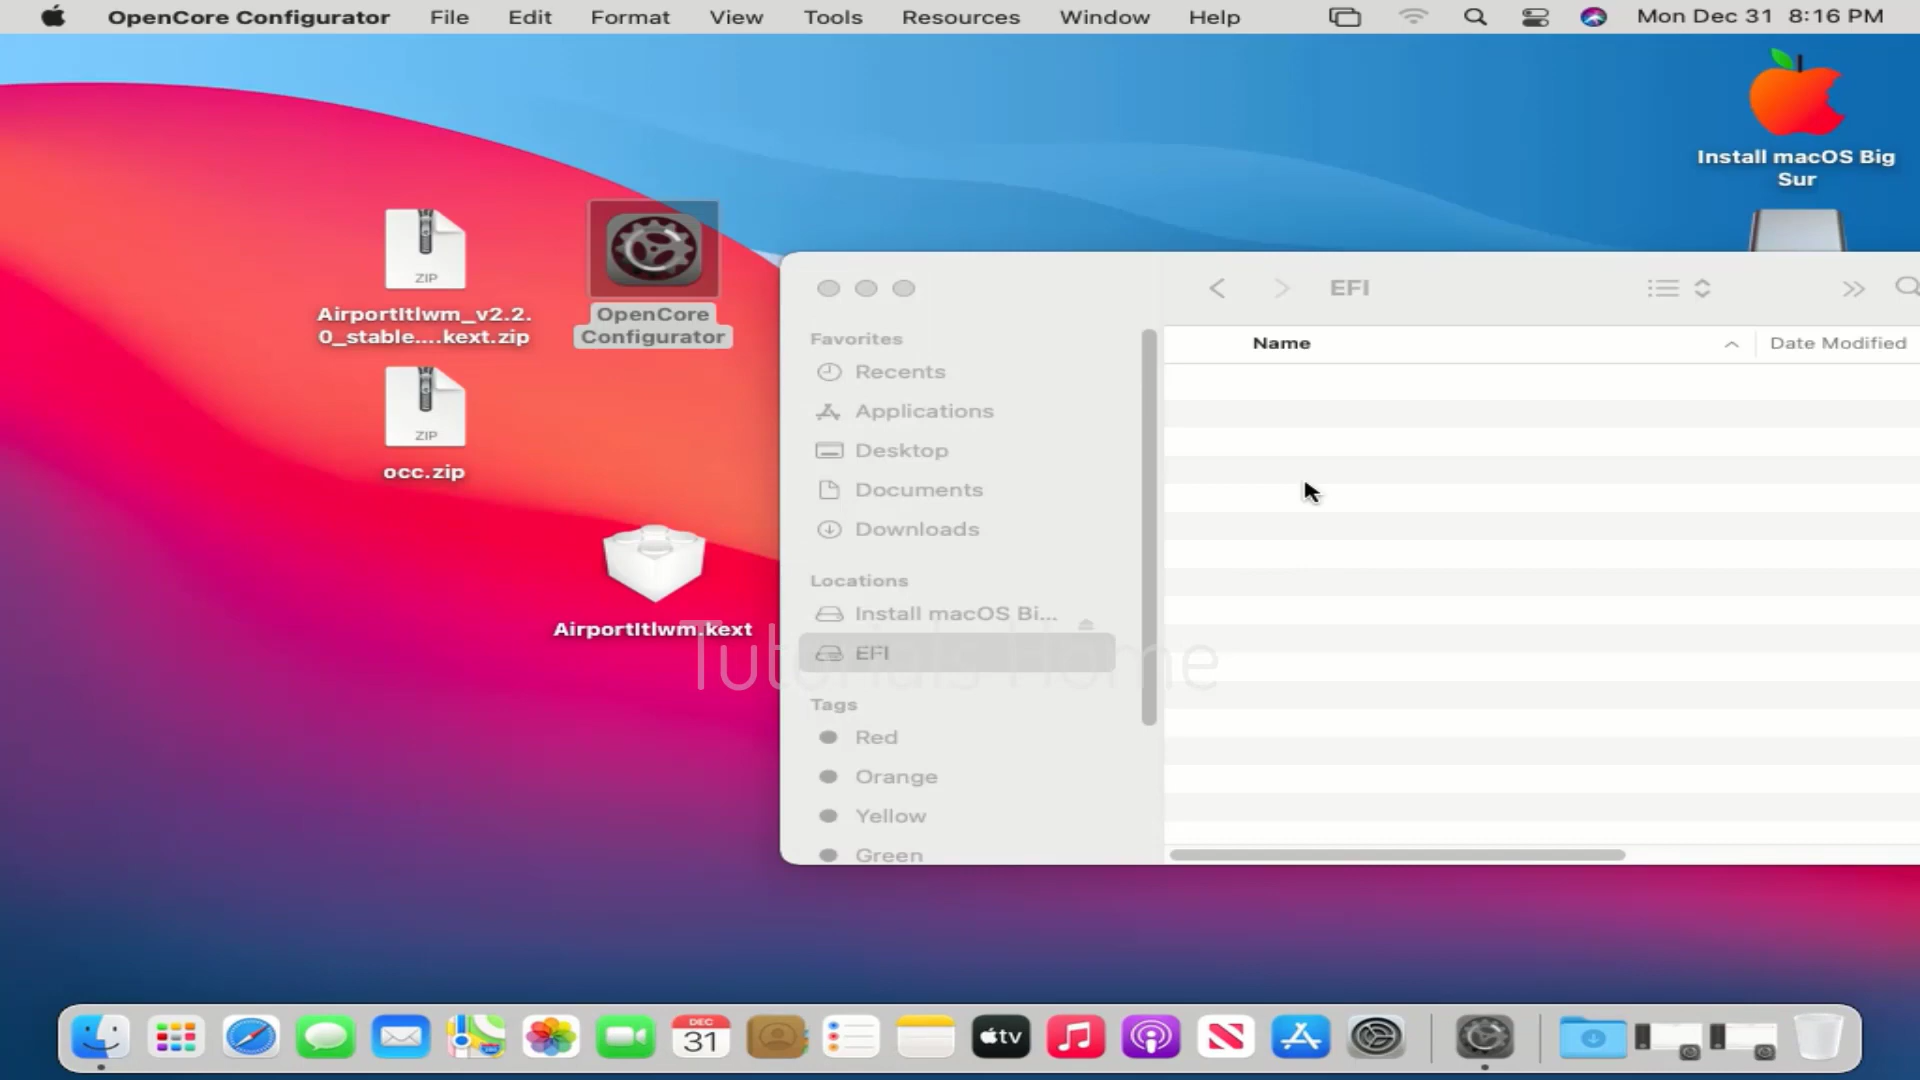 OpenCore Configurator File Edit Format View Tools Resources Window Help Mon Dec 31 8:16 PM
Install macOS Big
Sur
ZIP
AirportItlwm_v2.2.
0_stable....kext.zip
OpenCore
Configurator
ZIP
occ.zip
AirportItlwm.kext
EFI
Name
Date Modified
Favorites
Recents
Applications
Desktop
Documents
Downloads
Locations
Install macOS Bi...
EFI
Tags
Red
Orange
Yellow
Green
Tutorials Home
DEC
31
tv